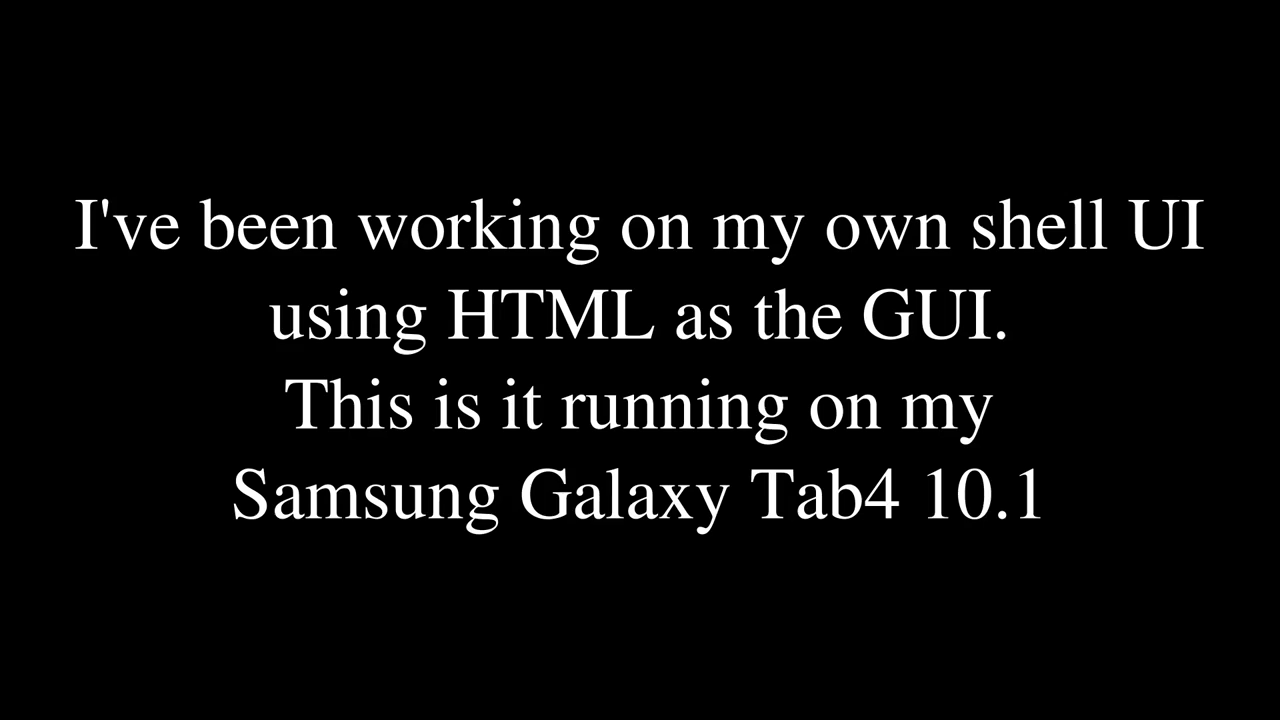 I've been working on my own shell UI
using HTML as the GUI.
This is it running on my
Samsung Galaxy Tab4 10.1